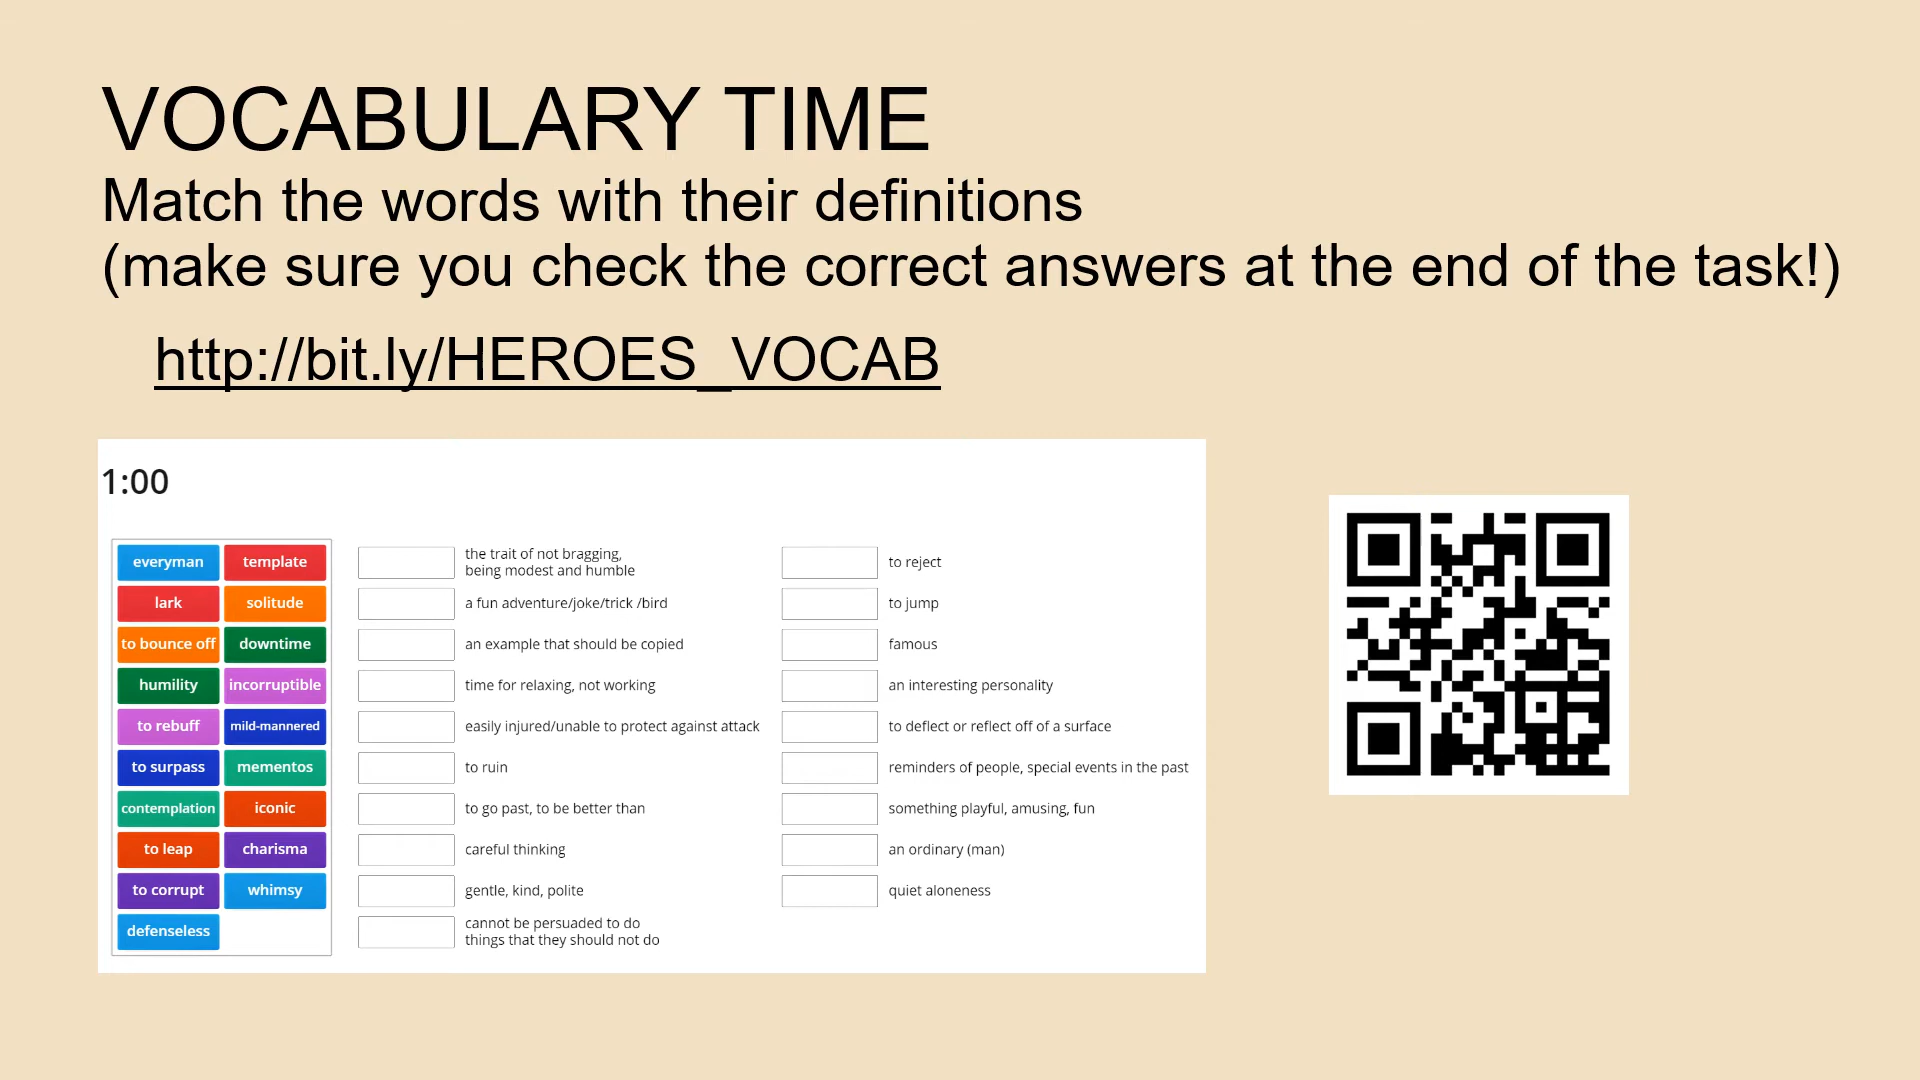 VOCABULARY TIME
Match the words with their definitions
(make sure you check the correct answers at the end of the task!)
http://bit.ly/HEROES_VOCAB
1:00
everyman
template
lark
solitude
to bounce off
downtime
humility
incorruptible
to rebuff
mild-mannered
to surpass
mementos
contemplation
iconic
to leap
charisma
to corrupt
whimsy
defenseless
the trait of not bragging,
being modest and humble
a fun adventure/joke/trick /bird
an example that should be copied
time for relaxing, not working
easily injured/unable to protect against attack
to ruin
to go past, to be better than
careful thinking
gentle, kind, polite
cannot be persuaded to do
things that they should not do
to reject
to jump
famous
an interesting personality
to deflect or reflect off of a surface
reminders of people, special events in the past
something playful, amusing, fun
an ordinary (man)
quiet aloneness